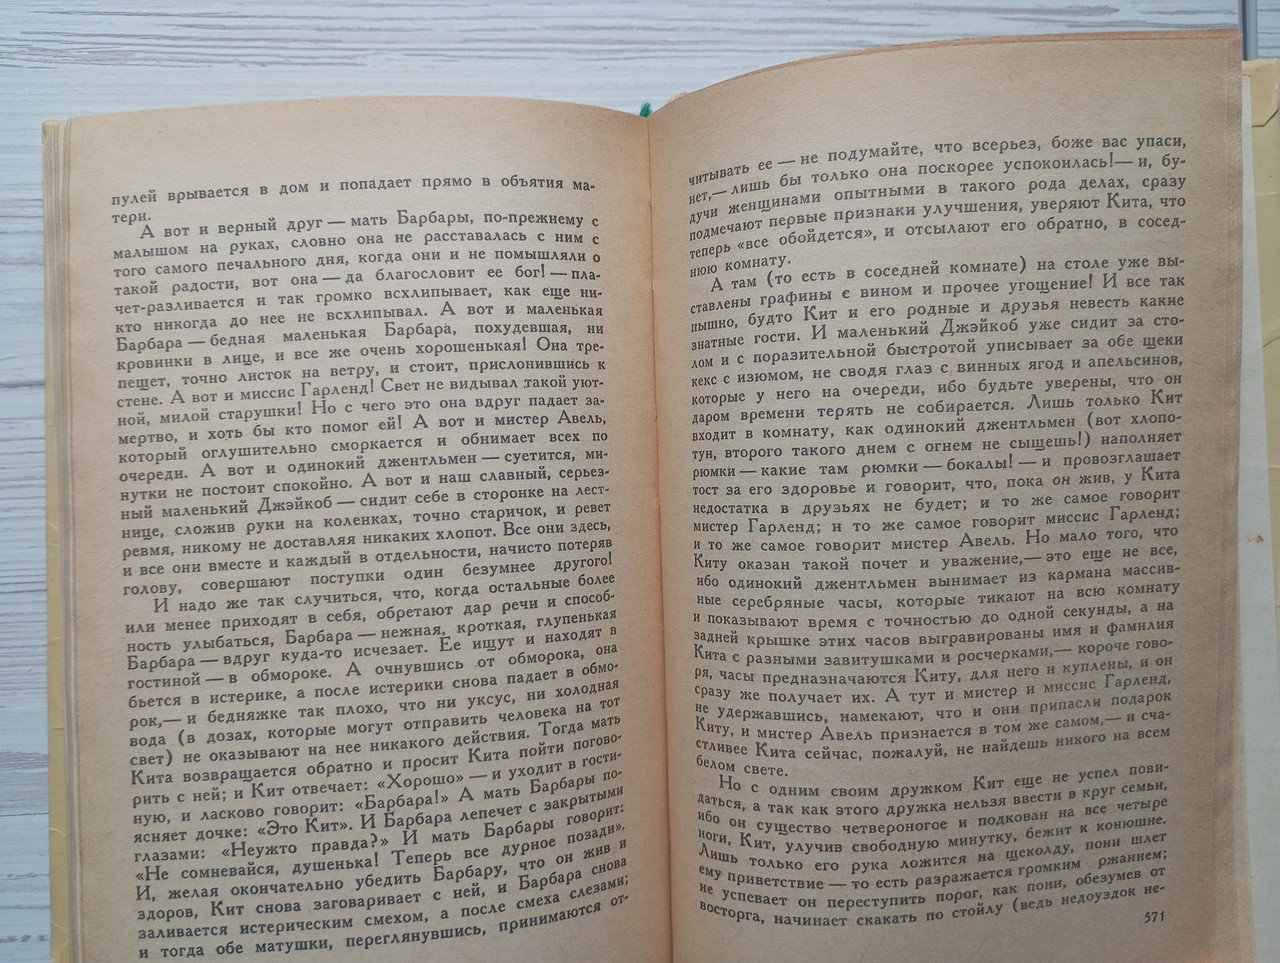 пулей врывается в дом и попадает прямо в объятия ма-
тери.
А вот и верный друг — мать Барбары, по-прежнему с
малышом на руках, словно она не расставалась с ним с
того самого печального дня, когда они и не помышляли о
такой радости, вот она — да благословит ее бог! — пла-
чет-разливается и так громко всхлипывает, как еще ни-
кто никогда до нее не всхлипывал. А вот и маленькая
Барбара — бедная маленькая Барбара, похудевшая, ни
кровинки в лице, и все же очень хорошенькая! Она тре-
пещет, точно листок на ветру, и стоит, прислонившись к
стене. А вот и миссис Гарленд! Свет не видывал такой уют-
ной, милой старушки! Но с чего это она вдруг падает за-
мертво, и хоть бы кто помог ей! А вот и мистер Авель,
который оглушительно сморкается и обнимает всех по
очереди. А вот и одинокий джентльмен — суетится, ми-
нутки не постоит спокойно. А вот и наш славный, серьез-
ный маленький Джэйкоб — сидит себе в сторонке на лест-
нице, сложив руки на коленках, точно старичок, и ревет
ревмя, никому не доставляя никаких хлопот. Все они здесь,
и все они вместе и каждый в отдельности, начисто потеряв
голову, совершают поступки один безумнее другого!
И надо же так случиться, что, когда остальные более
или менее приходят в себя, обретают дар речи и способ-
ность улыбаться, Барбара — нежная, кроткая, глупенькая
Барбара — вдруг куда-то исчезает. Ее ищут и находят в
гостиной — в обмороке. А очнувшись от обморока, она
бьется в истерике, а после истерики снова падает в обмо-
рок,— и бедняжке так плохо, что ни уксус, ни холодная
вода (в дозах, которые могут отправить человека на тот
свет) не оказывают на нее никакого действия. Тогда мать
Кита возвращается обратно и просит Кита пойти погово-
рить с ней; и Кит отвечает: «Хорошо» — и уходит в гости-
ную, и ласково говорит: «Барбара!» А мать Барбары по-
ясняет дочке: «Это Кит». И Барбара лепечет с закрытыми
глазами: «Неужто правда?» И мать Барбары говорит:
«Не сомневайся, душенька! Теперь все дурное позади».
И, желая окончательно убедить Барбару, что он жив и
здоров, Кит снова заговаривает с ней, и Барбара снова
заливается истерическим смехом, а после смеха слезами;
и тогда обе матушки, переглянувшись, принимаются от-
читывать ее — не подумайте, что всерьез, боже вас упаси,
нет,— лишь бы только она поскорее успокоилась!— и, бу-
дучи женщинами опытными в такого рода делах, сразу
подмечают первые признаки улучшения, уверяют Кита, что
теперь «все обойдется», и отсылают его обратно, в сосед-
нюю комнату.
А там (то есть в соседней комнате) на столе уже вы-
ставлены графины с вином и прочее угощение! И все так
пышно, будто Кит и его родные и друзья невесть какие
знатные гости. И маленький Джэйкоб уже сидит за сто-
лом и с поразительной быстротой уписывает за обе щеки
кекс с изюмом, не сводя глаз с винных ягод и апельсинов,
которые у него на очереди, ибо будьте уверены, что он
даром времени терять не собирается. Лишь только Кит
входит в комнату, как одинокий джентльмен (вот хлопо-
тун, второго такого днем с огнем не сыщешь!) наполняет
рюмки — какие там рюмки — бокалы! — и провозглашает
тост за его здоровье и говорит, что, пока он жив, у Кита
недостатка в друзьях не будет; и то же самое говорит
мистер Гарленд; и то же самое говорит миссис Гарленд;
и то же самое говорит мистер Авель. Но мало того, что
Киту оказан такой почет и уважение,— это еще не все,
ибо одинокий джентльмен вынимает из кармана массив-
ные серебряные часы, которые тикают на всю комнату
и показывают время с точностью до одной секунды, а на
задней крышке этих часов выгравированы имя и фамилия
Кита с разными завитушками и росчерками,— короче гово-
ря, часы предназначаются Киту, для него и куплены, и он
сразу же получает их. А тут и мистер и миссис Гарленд,
не удержавшись, намекают, что и они припасли подарок
Киту, и мистер Авель признается в том же самом,— и сча-
стливее Кита сейчас, пожалуй, не найдешь никого на всем
белом свете.
Но с одним своим дружком Кит еще не успел пови-
даться, а так как этого дружка нельзя ввести в круг семьи,
ибо он существо четвероногое и подкован на все четыре
ноги, Кит, улучив свободную минутку, бежит к конюшне.
Лишь только его рука ложится на щеколду, пони шлет
ему приветствие — то есть разражается громким ржанием;
не успевает он переступить порог, как пони, обезумев от
восторга, начинает скакать по стойлу (ведь недоуздок не-
571